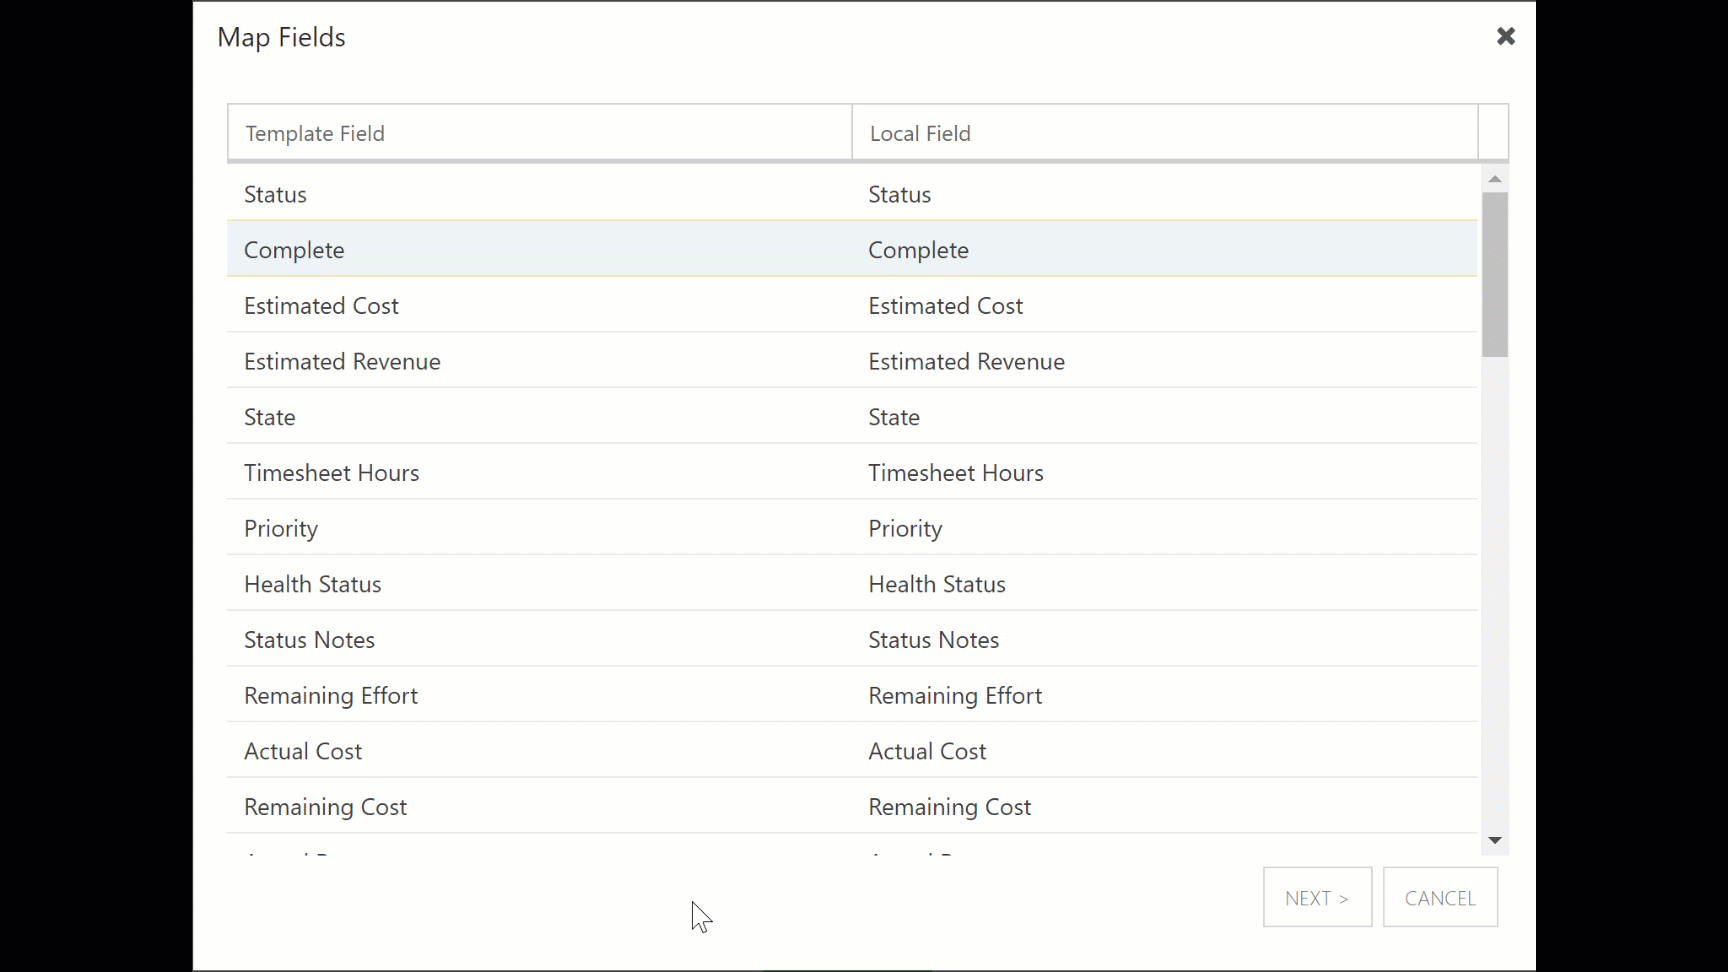 Map Fields
Template Field Local Field
Status Status
Complete Complete
Estimated Cost Estimated Cost
Estimated Revenue Estimated Revenue
State State
Timesheet Hours Timesheet Hours
Priority Priority
Health Status Health Status
Status Notes Status Notes
Remaining Effort Remaining Effort
Actual Cost Actual Cost
Remaining Cost Remaining Cost
NEXT > CANCEL